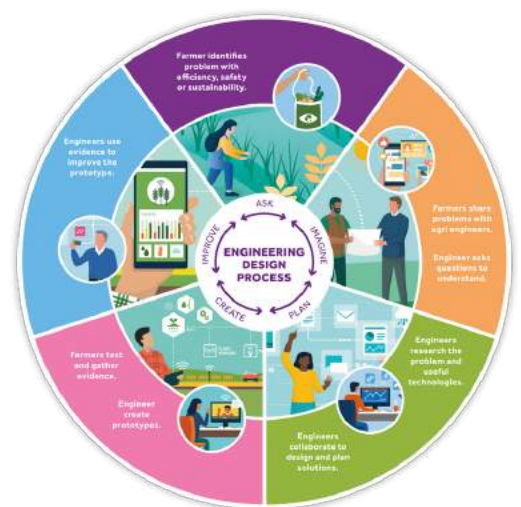 Farmer identifies
problem with
efficiency, safety
or sustainability.
Farmers share
problems with
agri engineers.
Engineer asks
questions to
understand.
Engineers
research the
problem and
useful
technologies.
Engineers
collaborate to
design and plan
solutions.
Farmers test
and gather
evidence.
Engineer
create
prototypes.
Engineers use
evidence to
improve the
prototype.
ASK
IMAGINE
PLAN
CREATE
IMPROVE
ENGINEERING
DESIGN
PROCESS